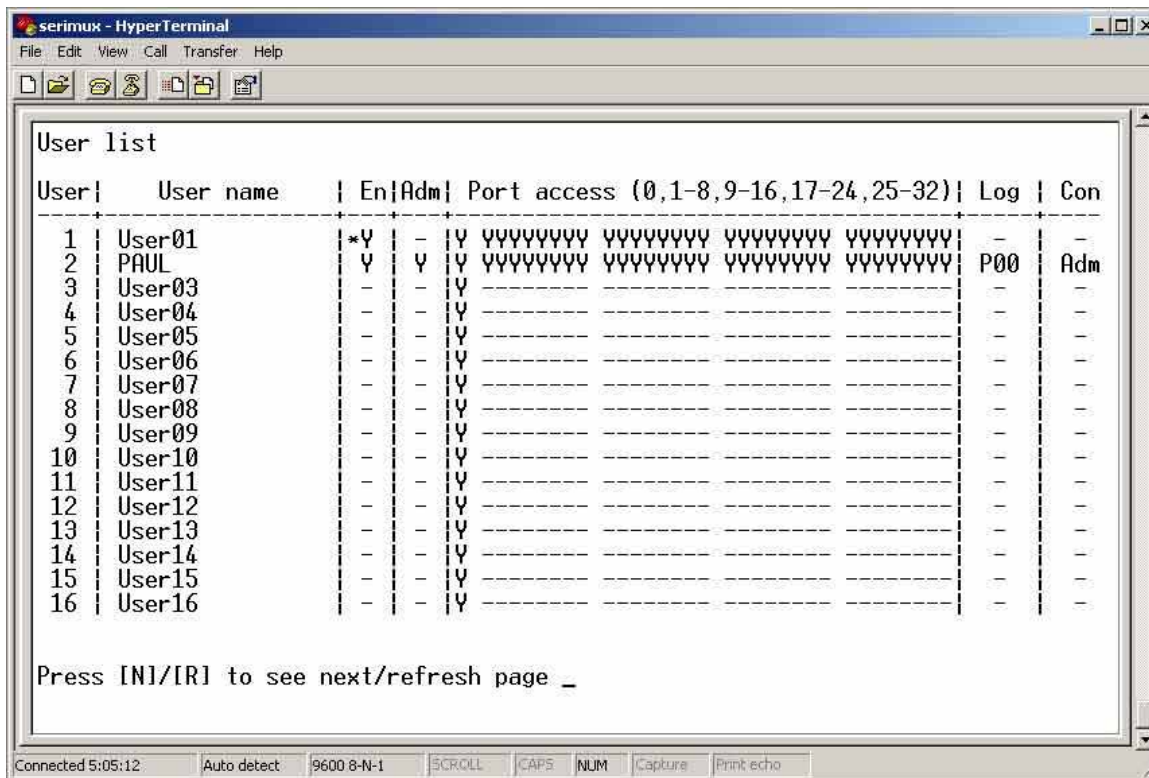 serimux - HyperTerminal
File Edit View Call Transfer Help
User list
User¦ User name ¦ En¦Adm¦ Port access (0,1-8,9-16,17-24,25-32)¦ Log ¦ Con
1 ¦ User01 ¦*Y ¦ - ¦Y YYYYYYYY YYYYYYYY YYYYYYYY YYYYYYYY¦ - ¦ -
2 ¦ PAUL ¦ Y ¦ Y ¦Y YYYYYYYY YYYYYYYY YYYYYYYY YYYYYYYY¦ P00 ¦ Adm
3 ¦ User03 ¦ - ¦ - ¦Y -------- -------- -------- --------¦ - ¦ -
4 ¦ User04 ¦ - ¦ - ¦Y -------- -------- -------- --------¦ - ¦ -
5 ¦ User05 ¦ - ¦ - ¦Y -------- -------- -------- --------¦ - ¦ -
6 ¦ User06 ¦ - ¦ - ¦Y -------- -------- -------- --------¦ - ¦ -
7 ¦ User07 ¦ - ¦ - ¦Y -------- -------- -------- --------¦ - ¦ -
8 ¦ User08 ¦ - ¦ - ¦Y -------- -------- -------- --------¦ - ¦ -
9 ¦ User09 ¦ - ¦ - ¦Y -------- -------- -------- --------¦ - ¦ -
10 ¦ User10 ¦ - ¦ - ¦Y -------- -------- -------- --------¦ - ¦ -
11 ¦ User11 ¦ - ¦ - ¦Y -------- -------- -------- --------¦ - ¦ -
12 ¦ User12 ¦ - ¦ - ¦Y -------- -------- -------- --------¦ - ¦ -
13 ¦ User13 ¦ - ¦ - ¦Y -------- -------- -------- --------¦ - ¦ -
14 ¦ User14 ¦ - ¦ - ¦Y -------- -------- -------- --------¦ - ¦ -
15 ¦ User15 ¦ - ¦ - ¦Y -------- -------- -------- --------¦ - ¦ -
16 ¦ User16 ¦ - ¦ - ¦Y -------- -------- -------- --------¦ - ¦ -
Press [N]/[R] to see next/refresh page _
Connected 5:05:12 Auto detect 9600 8-N-1 SCROLL CAPS NUM Capture Print echo